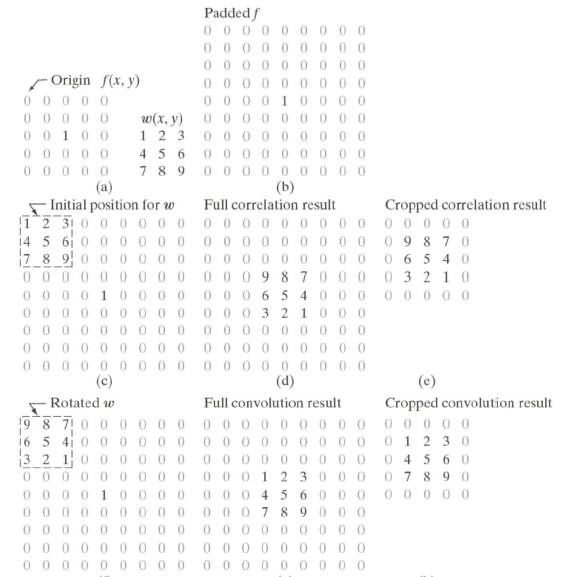 Origin f(x, y)
0 0 0 0 0
0 0 0 0 0
0 0 1 0 0
0 0 0 0 0
0 0 0 0 0
w(x, y)
1 2 3
4 5 6
7 8 9
(a)
Padded f
0 0 0 0 0 0 0 0 0
0 0 0 0 0 0 0 0 0
0 0 0 0 0 0 0 0 0
0 0 0 0 0 0 0 0 0
0 0 0 0 1 0 0 0 0
0 0 0 0 0 0 0 0 0
0 0 0 0 0 0 0 0 0
0 0 0 0 0 0 0 0 0
0 0 0 0 0 0 0 0 0
(b)
Initial position for w
1 2 3 0 0 0 0 0 0
4 5 6 0 0 0 0 0 0
7 8 9 0 0 0 0 0 0
0 0 0 0 0 0 0 0 0
0 0 0 0 1 0 0 0 0
0 0 0 0 0 0 0 0 0
0 0 0 0 0 0 0 0 0
0 0 0 0 0 0 0 0 0
0 0 0 0 0 0 0 0 0
(c)
Full correlation result
0 0 0 0 0 0 0 0 0
0 0 0 0 0 0 0 0 0
0 0 0 0 0 0 0 0 0
0 0 0 9 8 7 0 0 0
0 0 0 6 5 4 0 0 0
0 0 0 3 2 1 0 0 0
0 0 0 0 0 0 0 0 0
0 0 0 0 0 0 0 0 0
0 0 0 0 0 0 0 0 0
(d)
Cropped correlation result
0 0 0 0 0
0 9 8 7 0
0 6 5 4 0
0 3 2 1 0
0 0 0 0 0
(e)
Rotated w
9 8 7 0 0 0 0 0 0
6 5 4 0 0 0 0 0 0
3 2 1 0 0 0 0 0 0
0 0 0 0 0 0 0 0 0
0 0 0 0 1 0 0 0 0
0 0 0 0 0 0 0 0 0
0 0 0 0 0 0 0 0 0
0 0 0 0 0 0 0 0 0
0 0 0 0 0 0 0 0 0
Full convolution result
0 0 0 0 0 0 0 0 0
0 0 0 0 0 0 0 0 0
0 0 0 0 0 0 0 0 0
0 0 0 1 2 3 0 0 0
0 0 0 4 5 6 0 0 0
0 0 0 7 8 9 0 0 0
0 0 0 0 0 0 0 0 0
0 0 0 0 0 0 0 0 0
0 0 0 0 0 0 0 0 0
Cropped convolution result
0 0 0 0 0
0 1 2 3 0
0 4 5 6 0
0 7 8 9 0
0 0 0 0 0